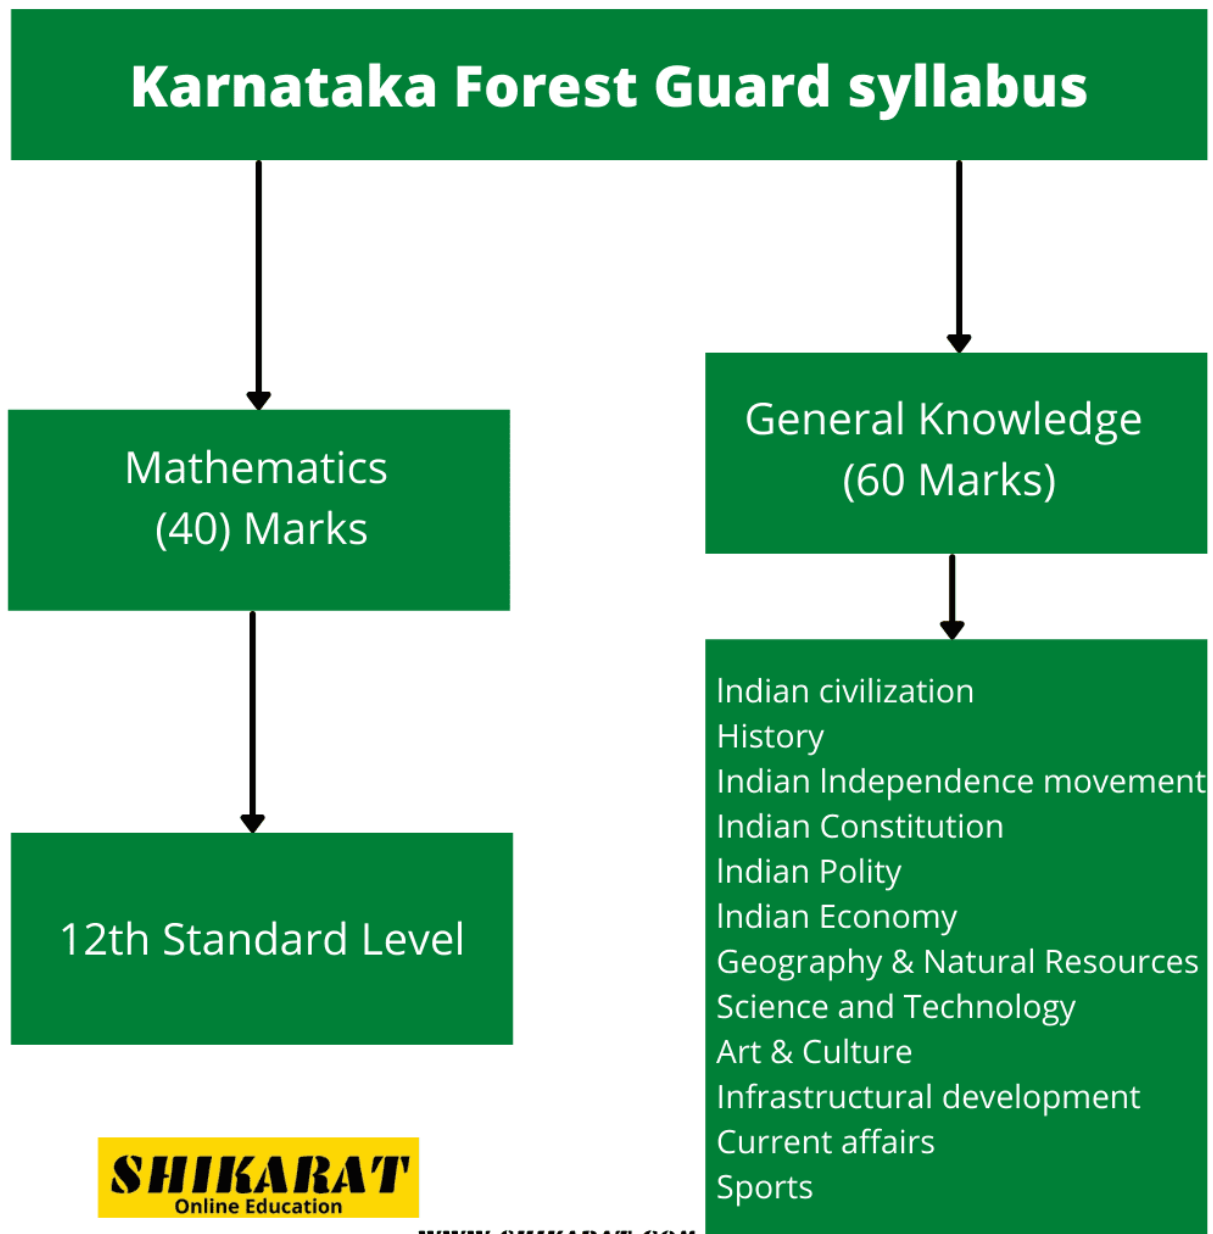 Karnataka Forest Guard syllabus
Mathematics
(40) Marks
12th Standard Level
General Knowledge
(60 Marks)
Indian civilization
History
Indian Independence movement
Indian Constitution
Indian Polity
Indian Economy
Geography & Natural Resources
Science and Technology
Art & Culture
Infrastructural development
Current affairs
Sports
SHIKARAT
Online Education